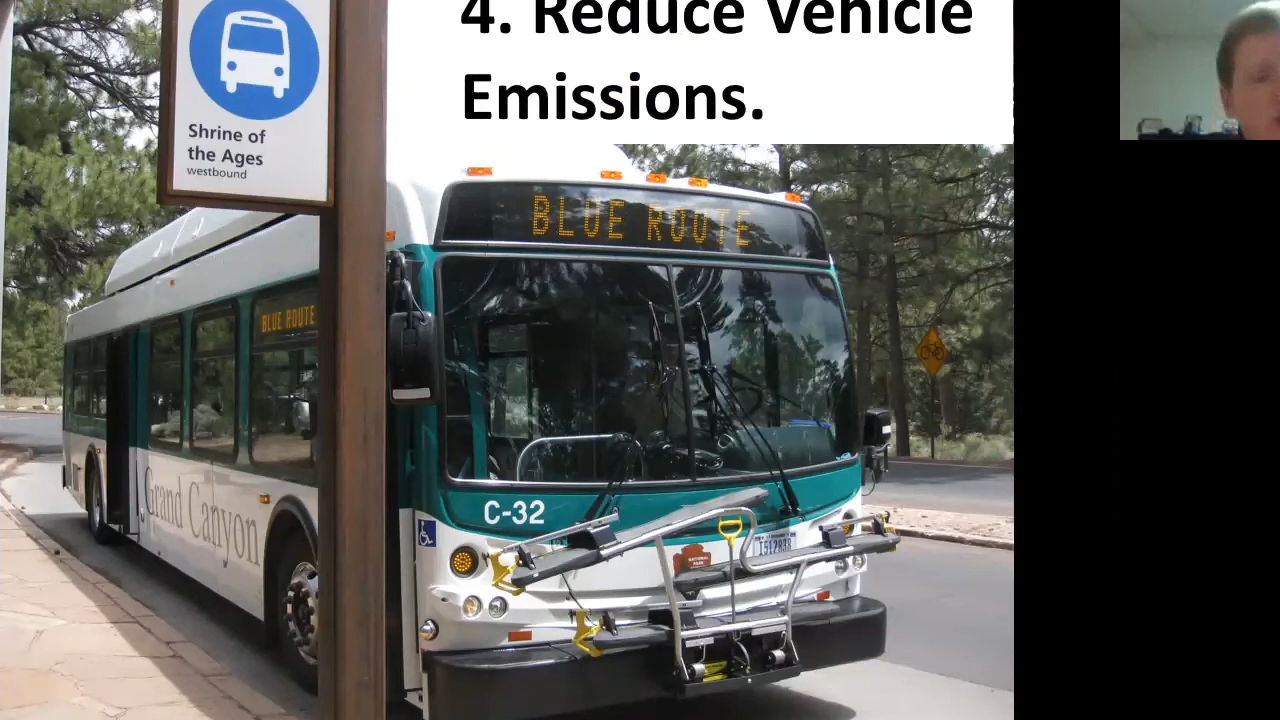 4. Reduce Vehicle
Emissions.
Shrine of
the Ages
westbound
BLUE ROUTE
BLUE ROUTE
Grand Canyon
C-32